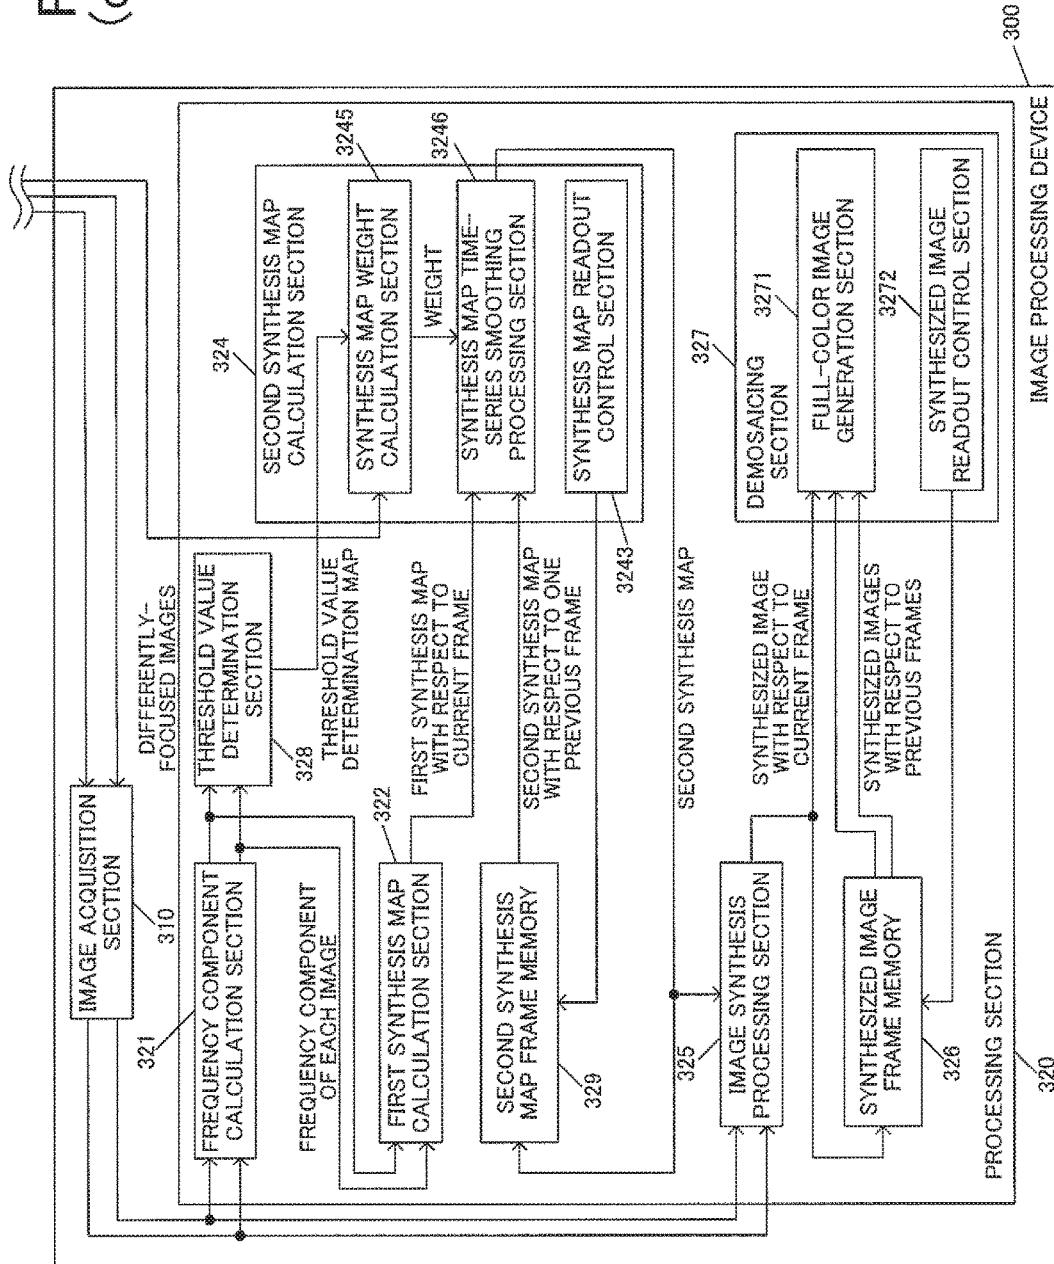 300
IMAGE PROCESSING DEVICE
IMAGE ACQUISITION
SECTION
310
DIFFERENTLY-
FOCUSED IMAGES
321
FREQUENCY COMPONENT
CALCULATION SECTION
THRESHOLD VALUE
DETERMINATION
SECTION
328
THRESHOLD VALUE
DETERMINATION MAP
324
SECOND SYNTHESIS MAP
CALCULATION SECTION
3245
SYNTHESIS MAP WEIGHT
CALCULATION SECTION
WEIGHT
3246
SYNTHESIS MAP TIME-
SERIES SMOOTHING
PROCESSING SECTION
SYNTHESIS MAP READOUT
CONTROL SECTION
3243
FREQUENCY COMPONENT
OF EACH IMAGE
322
FIRST SYNTHESIS MAP
CALCULATION SECTION
FIRST SYNTHESIS MAP
WITH RESPECT TO
CURRENT FRAME
SECOND SYNTHESIS
MAP FRAME MEMORY
329
SECOND SYNTHESIS MAP
WITH RESPECT TO ONE
PREVIOUS FRAME
SECOND SYNTHESIS MAP
325
IMAGE SYNTHESIS
PROCESSING SECTION
SYNTHESIZED IMAGE
WITH RESPECT TO
CURRENT FRAME
SYNTHESIZED IMAGE
FRAME MEMORY
326
SYNTHESIZED IMAGES
WITH RESPECT TO
PREVIOUS FRAMES
327
DEMOSAICING
SECTION
3271
FULL-COLOR IMAGE
GENERATION SECTION
3272
SYNTHESIZED IMAGE
READOUT CONTROL SECTION
PROCESSING SECTION
320